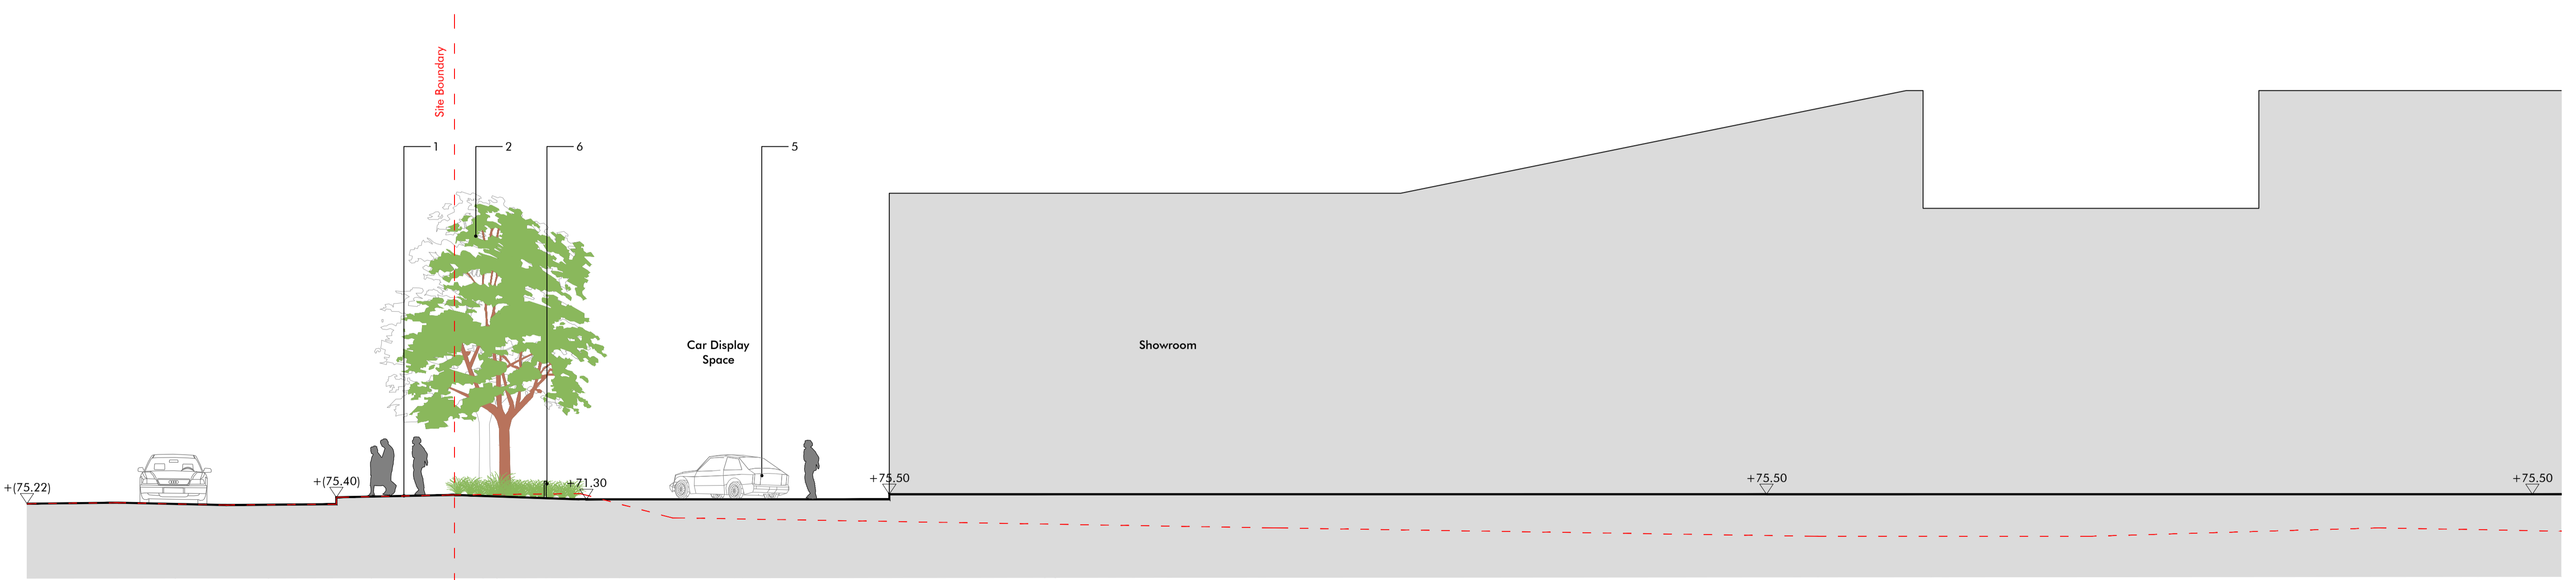 Site Boundary
1
2
6
5
Car Display
Space
Showroom
+(75.22)
+(75.40)
+71.30
+75.50
+75.50
+75.50